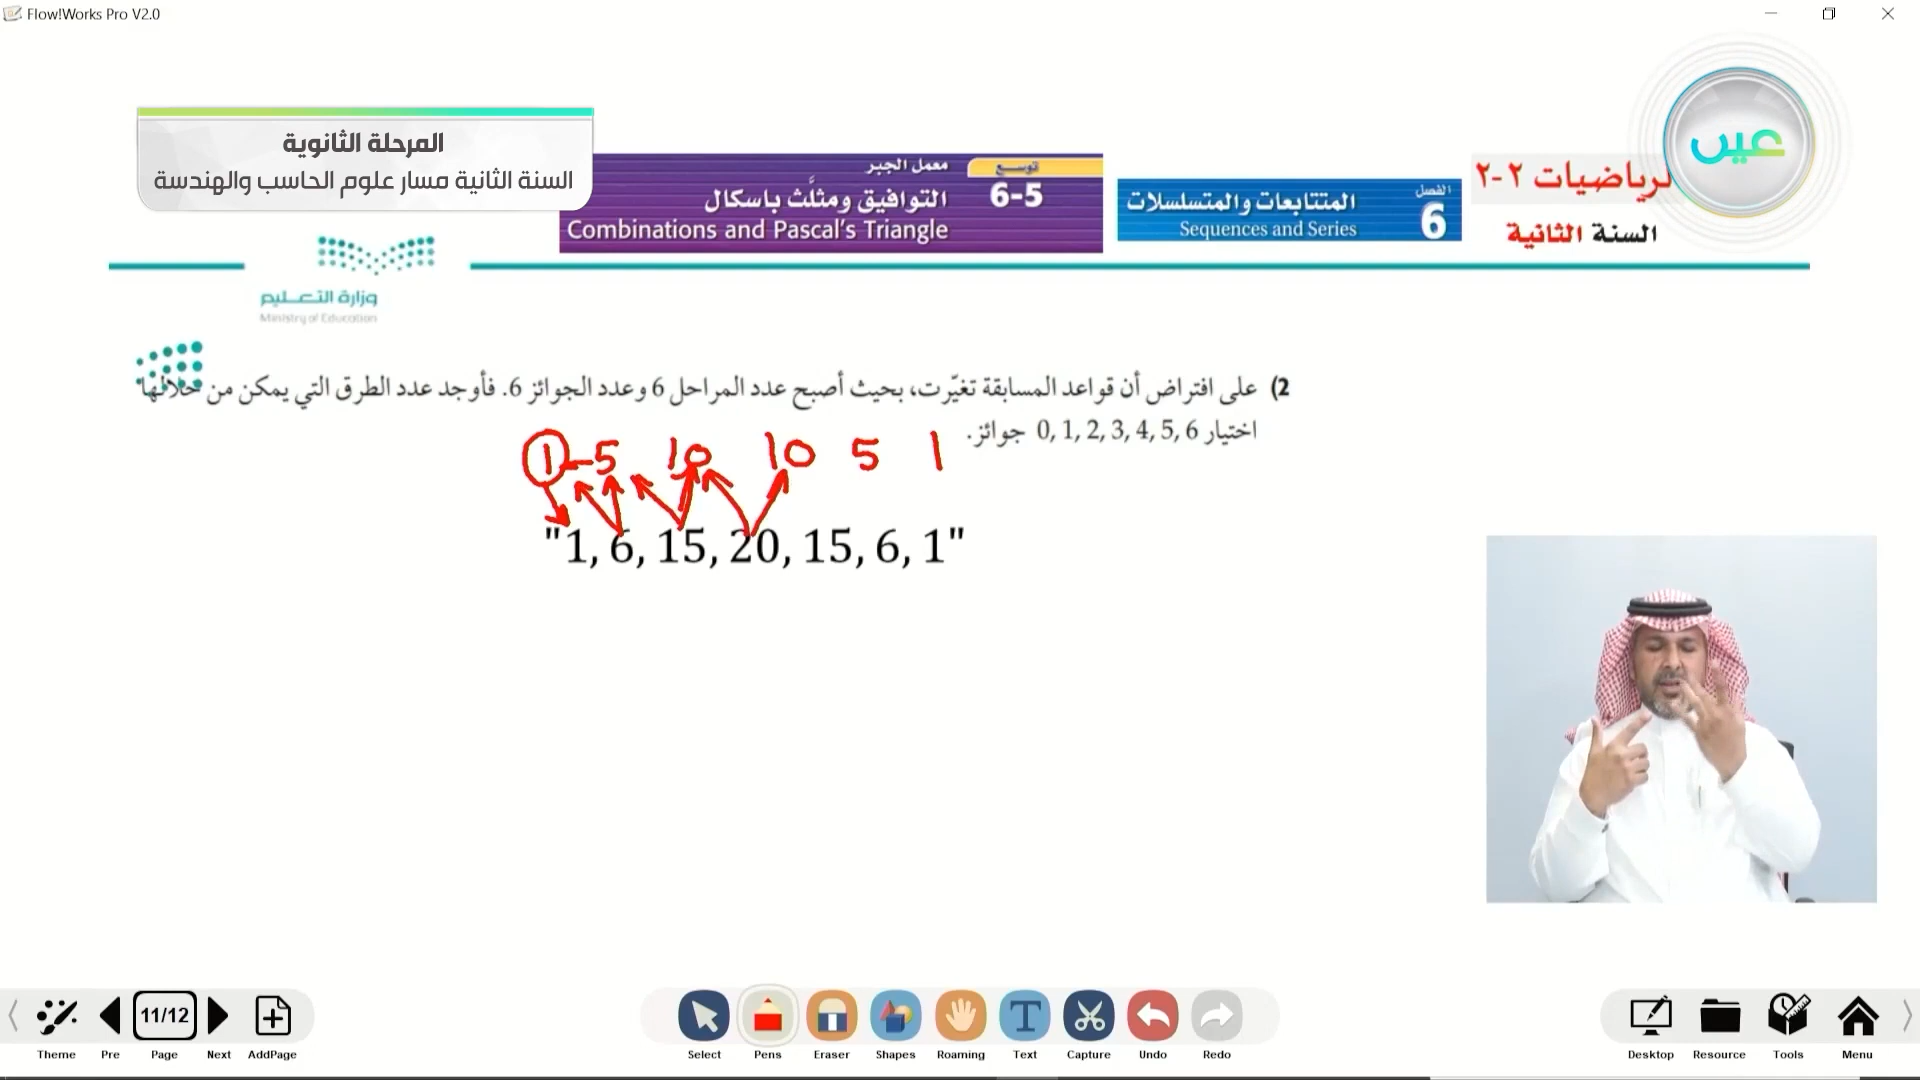 Flow!Works Pro V2.0
عين
المرحلة الثانوية
السنة الثانية مسار علوم الحاسب والهندسة
توسع
6-5
معمل الجبر
التوافيق ومثلَّث باسكال
Combinations and Pascal's Triangle
الفصل
6
المتتابعات والمتسلسلات
Sequences and Series
لرياضيات ٢-٢
السنة الثانية
وزارة التعليم
Ministry of Education
2) على افتراض أن قواعد المسابقة تغيّرت، بحيث أصبح عدد المراحل 6 وعدد الجوائز 6. فأوجد عدد الطرق التي يمكن من خلالها
اختيار 0, 1, 2, 3, 4, 5, 6 جوائز.
1 5 10 10 5 1
"1, 6, 15, 20, 15, 6, 1"
11/12
Theme Pre Page Next AddPage
Select Pens Eraser Shapes Roaming Text Capture Undo Redo
Desktop Resource Tools Menu